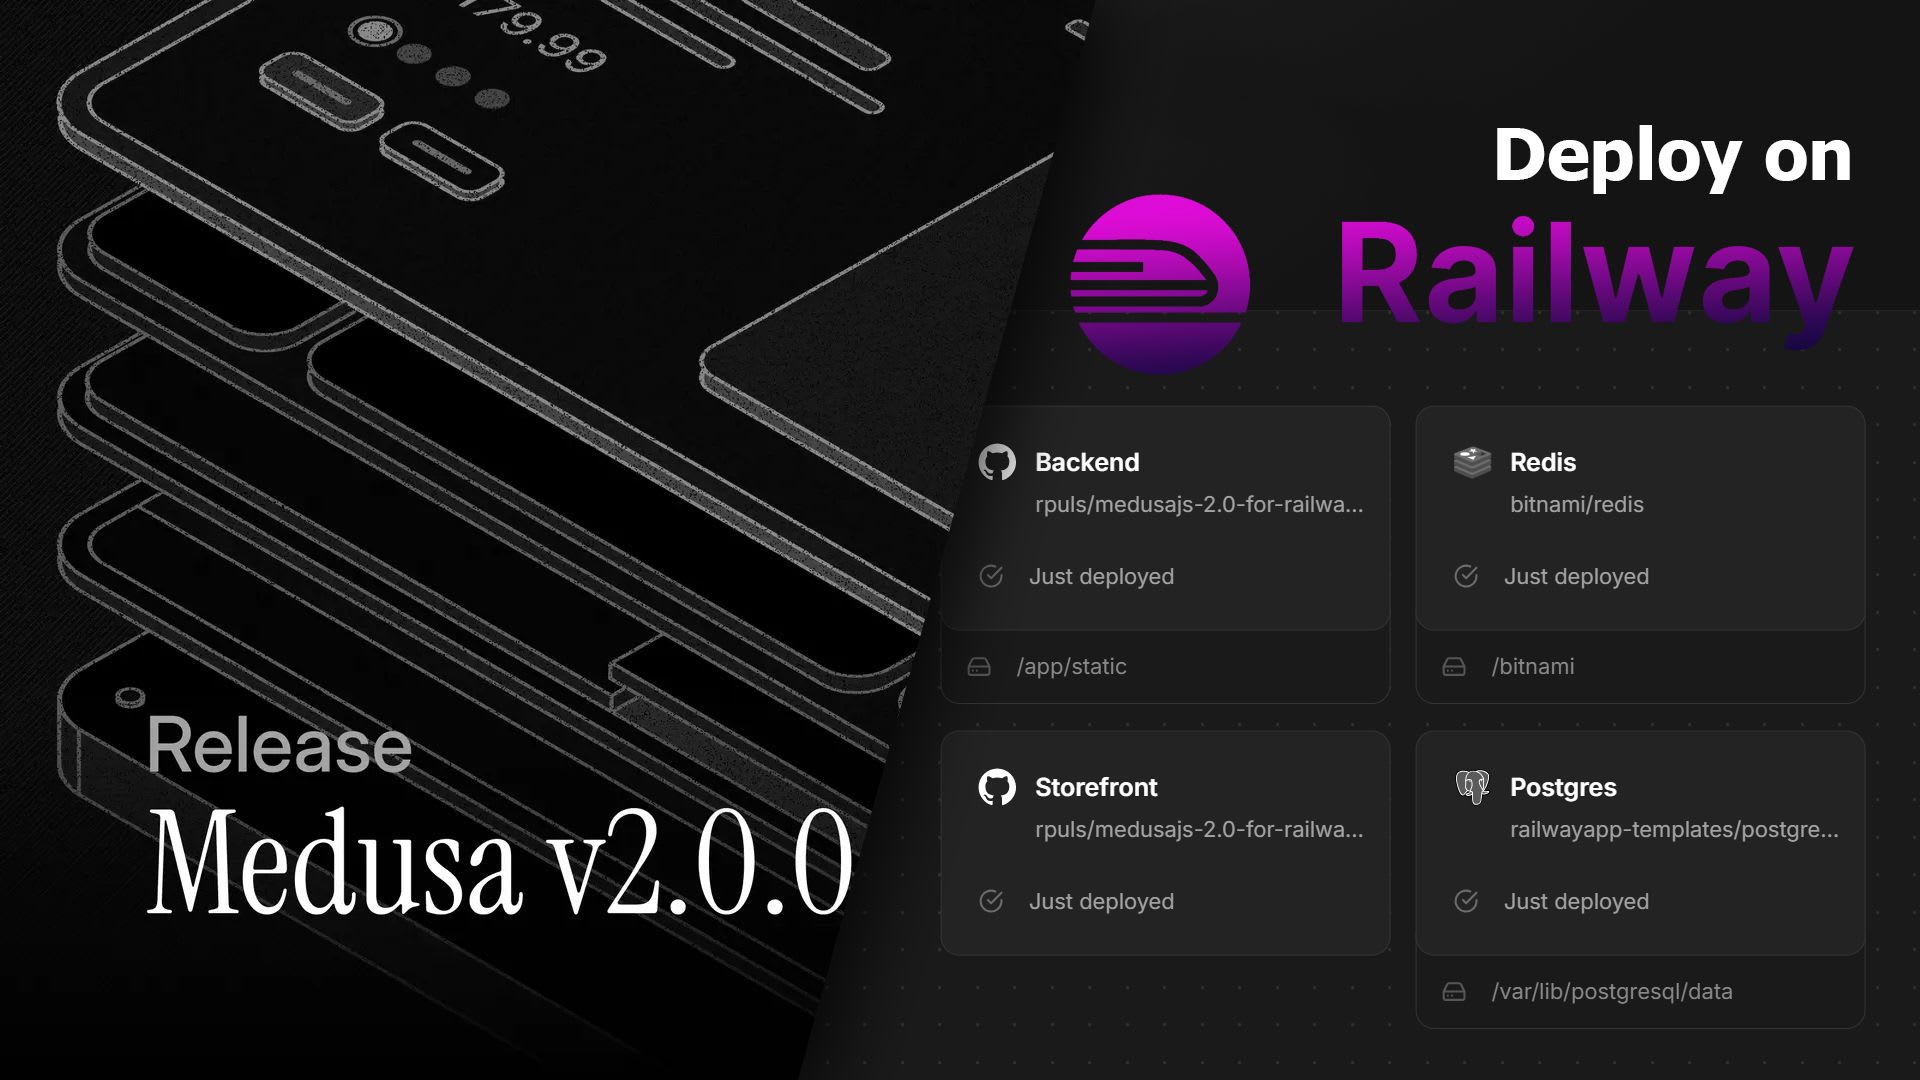 179.99
Release
Medusa v2.0.0
Deploy on
Railway
Backend
rpuls/medusajs-2.0-for-railwa...
Just deployed
/app/static
Redis
bitnami/redis
Just deployed
/bitnami
Storefront
rpuls/medusajs-2.0-for-railwa...
Just deployed
Postgres
railwayapp-templates/postgre...
Just deployed
/var/lib/postgresql/data